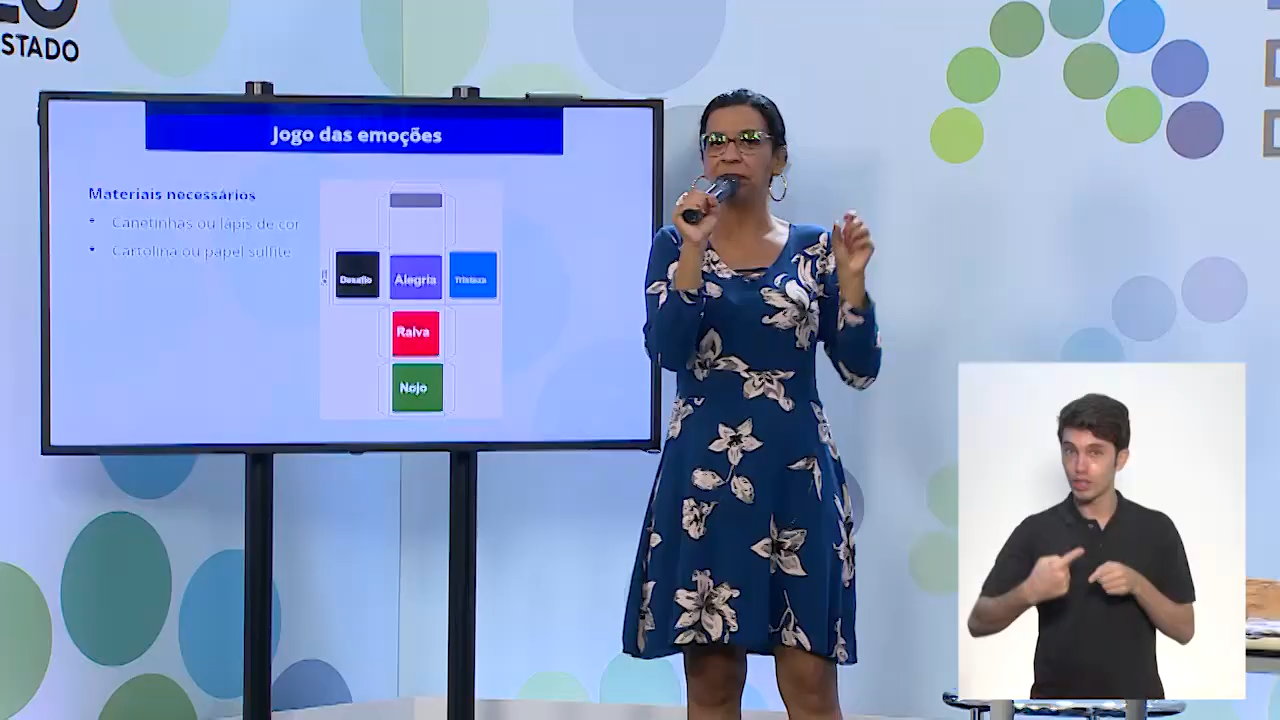 STADO
Jogo das emoções
Materiais necessários
• Canetinhas ou lápis de cor
• Cartolina ou papel sulfite
Desafio
Alegria
Tristeza
Raiva
Nojo